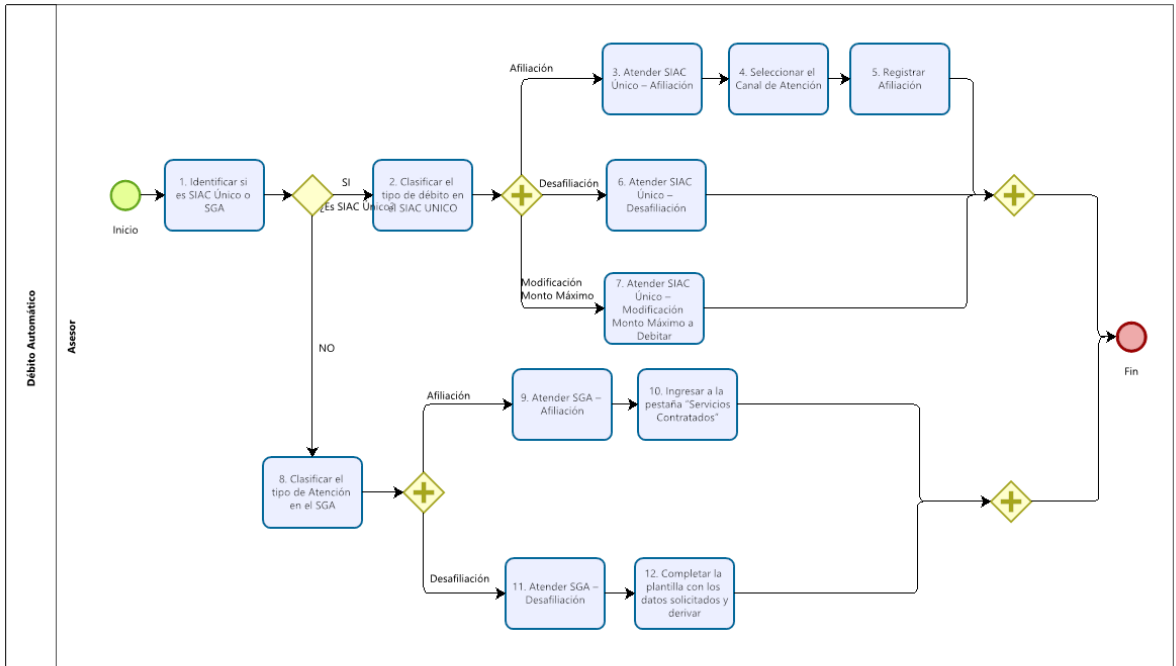 Débito Automático
Asesor
Inicio
1. Identificar si
es SIAC Único o
SGA
SI
¿Es SIAC Único?
2. Clasificar el
tipo de débito en
el SIAC UNICO
Afiliación
3. Atender SIAC
Único – Afiliación
4. Seleccionar el
Canal de Atención
5. Registrar
Afiliación
Desafiliación
6. Atender SIAC
Único –
Desafiliación
Modificación
Monto Máximo
7. Atender SIAC
Único –
Modificación
Monto Máximo a
Debitar
NO
8. Clasificar el
tipo de Atención
en el SGA
Afiliación
9. Atender SGA –
Afiliación
10. Ingresar a la
pestaña “Servicios
Contratados”
Desafiliación
11. Atender SGA –
Desafiliación
12. Completar la
plantilla con los
datos solicitados y
derivar
Fin